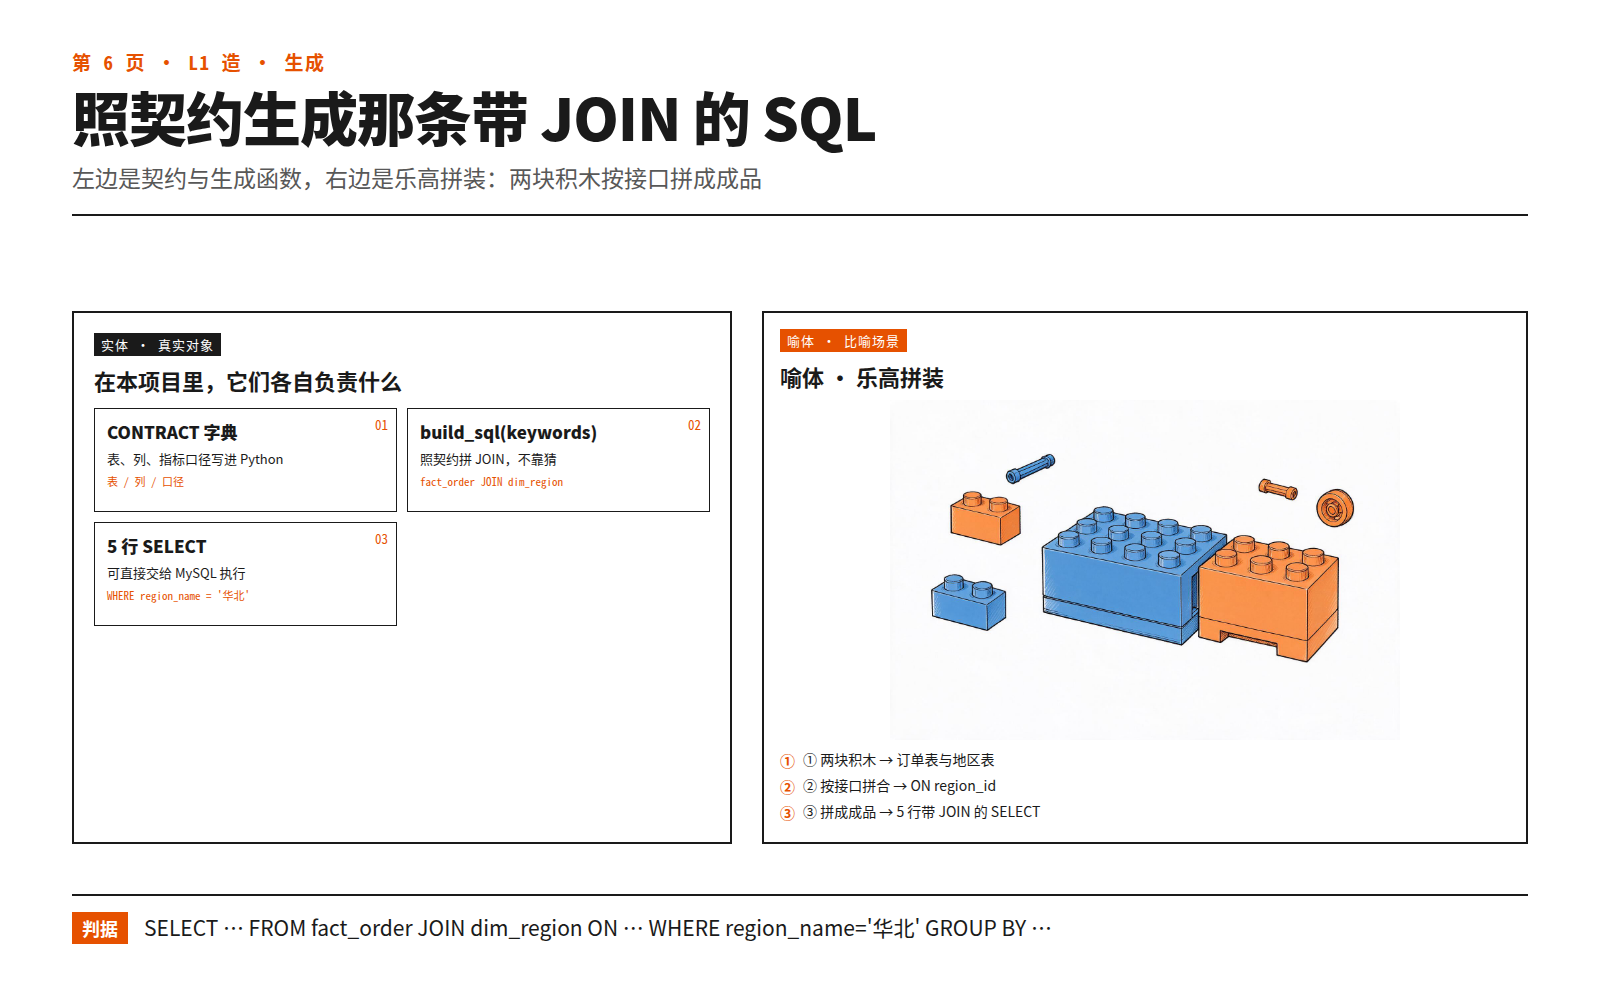 第 6 页 · L1 造 · 生成
照契约生成那条带 JOIN 的 SQL
左边是契约与生成函数，右边是乐高拼装：两块积木按接口拼成成品
实体 · 真实对象
在本项目里，它们各自负责什么
CONTRACT 字典
01
表、列、指标口径写进 Python
表 / 列 / 口径
build_sql(keywords)
02
照契约拼 JOIN，不靠猜
fact_order JOIN dim_region
5 行 SELECT
03
可直接交给 MySQL 执行
WHERE region_name = '华北'
喻体 · 比喻场景
喻体 · 乐高拼装
① ① 两块积木 → 订单表与地区表
② ② 按接口拼合 → ON region_id
③ ③ 拼成成品 → 5 行带 JOIN 的 SELECT
判据 SELECT ··· FROM fact_order JOIN dim_region ON ··· WHERE region_name='华北' GROUP BY ···